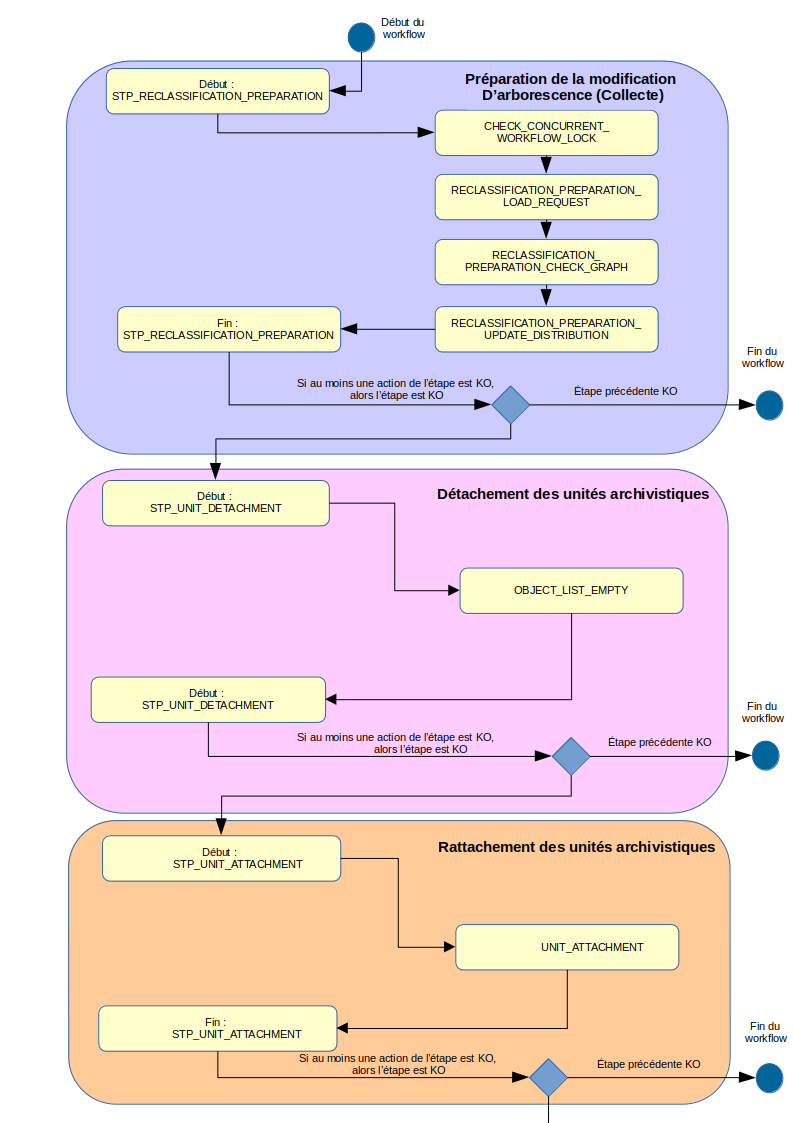 Début du
workflow
Préparation de la modification
D’arborescence (Collecte)
Début :
STP_RECLASSIFICATION_PREPARATION
CHECK_CONCURRENT_
WORKFLOW_LOCK
RECLASSIFICATION_PREPARATION_
LOAD_REQUEST
RECLASSIFICATION_
PREPARATION_CHECK_GRAPH
RECLASSIFICATION_PREPARATION_
UPDATE_DISTRIBUTION
Fin :
STP_RECLASSIFICATION_PREPARATION
Si au moins une action de l’étape est KO,
alors l’étape est KO
Étape précédente KO
Fin du
workflow
Détachement des unités archivistiques
Début :
STP_UNIT_DETACHMENT
OBJECT_LIST_EMPTY
Début :
STP_UNIT_DETACHMENT
Si au moins une action de l’étape est KO,
alors l’étape est KO
Étape précédente KO
Fin du
workflow
Rattachement des unités archivistiques
Début :
STP_UNIT_ATTACHMENT
UNIT_ATTACHMENT
Fin :
STP_UNIT_ATTACHMENT
Si au moins une action de l’étape est KO,
alors l’étape est KO
Étape précédente KO
Fin du
workflow